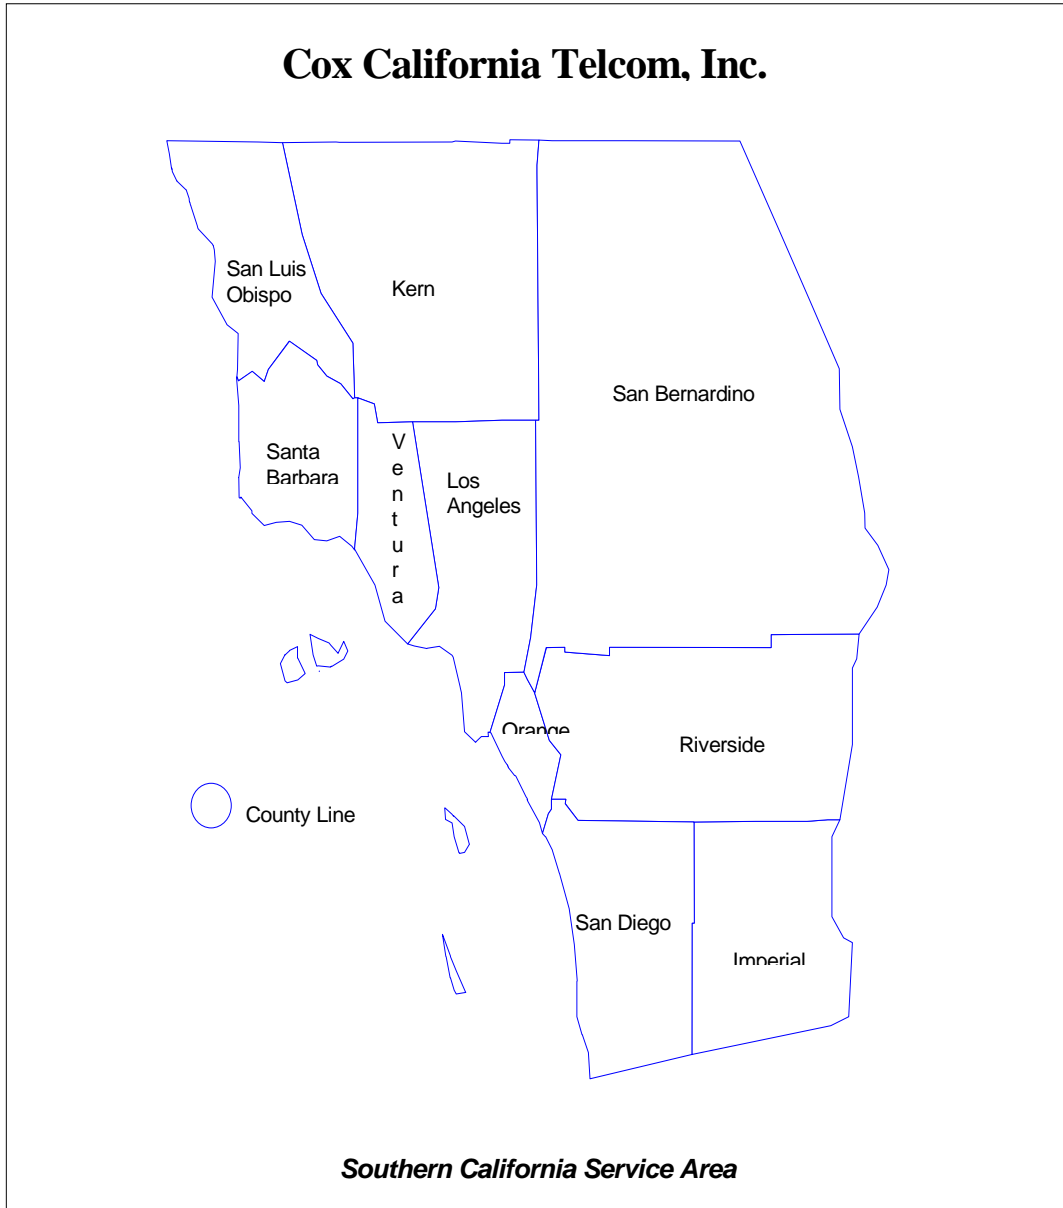 Cox California Telcom, Inc.
San Luis
Obispo
Kern
San Bernardino
Santa
Barbara
Ventura
Los
Angeles
Orange
Riverside
County Line
San Diego
Imperial
Southern California Service Area